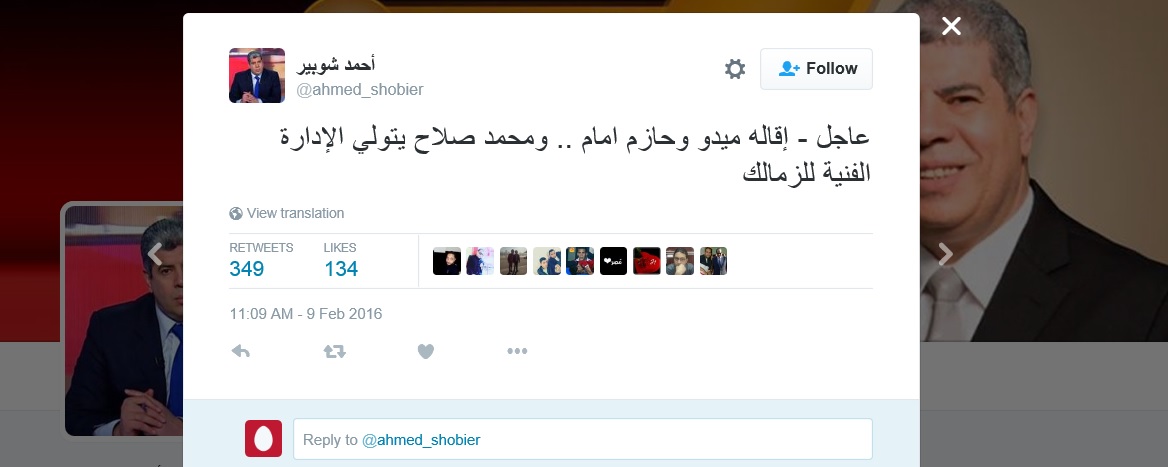 أحمد شوبير
@ahmed_shobier
Follow
عاجل - إقاله ميدو وحازم امام .. ومحمد صلاح يتولي الإدارة
الفنية للزمالك
View translation
RETWEETS LIKES
349 134
11:09 AM - 9 Feb 2016
Reply to @ahmed_shobier